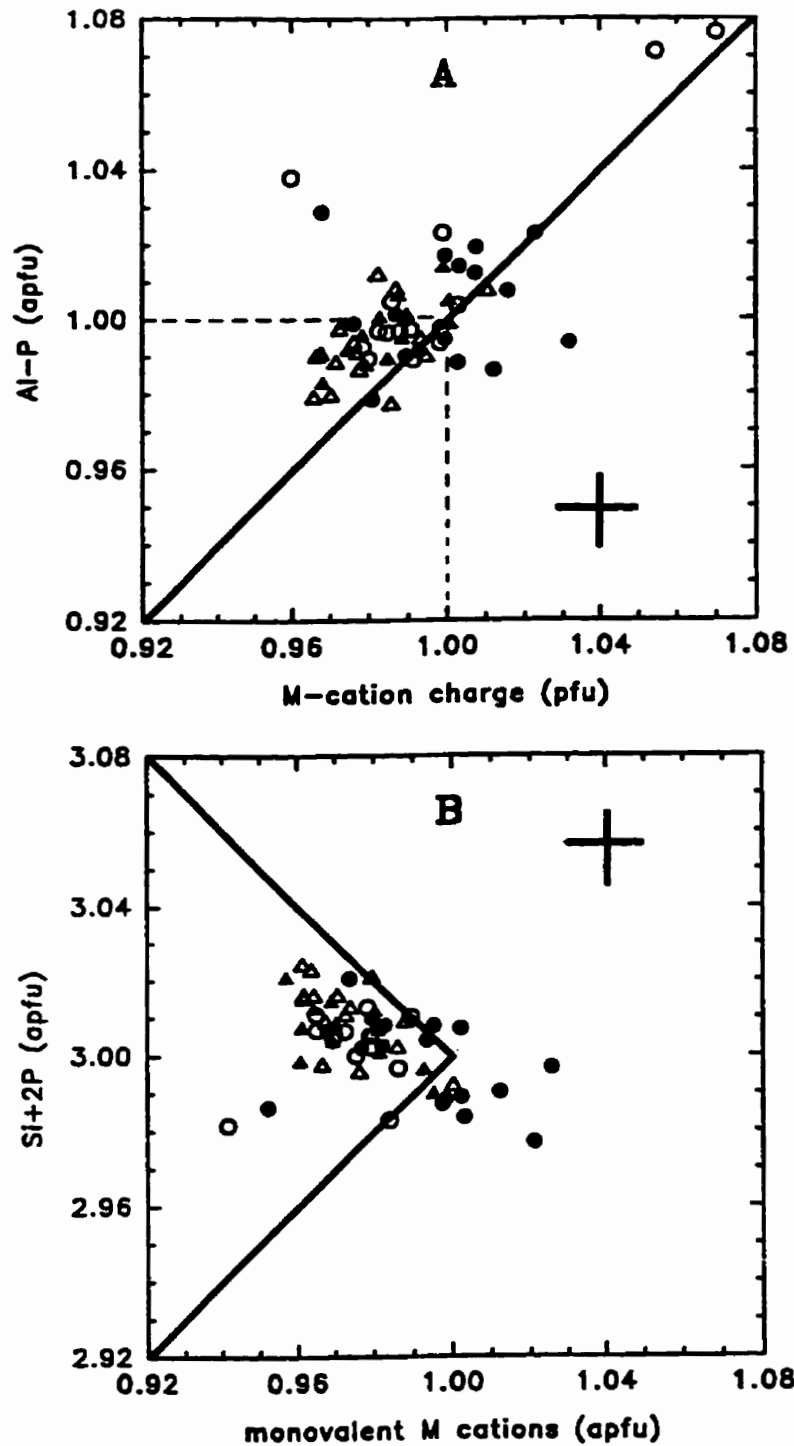 1.08
A
1.04
1.00
0.96
0.92
Al-P (apfu)
0.92 0.96 1.00 1.04 1.08
M-cation charge (pfu)
3.08
B
3.04
3.00
2.96
2.92
Si+2P (apfu)
0.92 0.96 1.00 1.04 1.08
monovalent M cations (apfu)